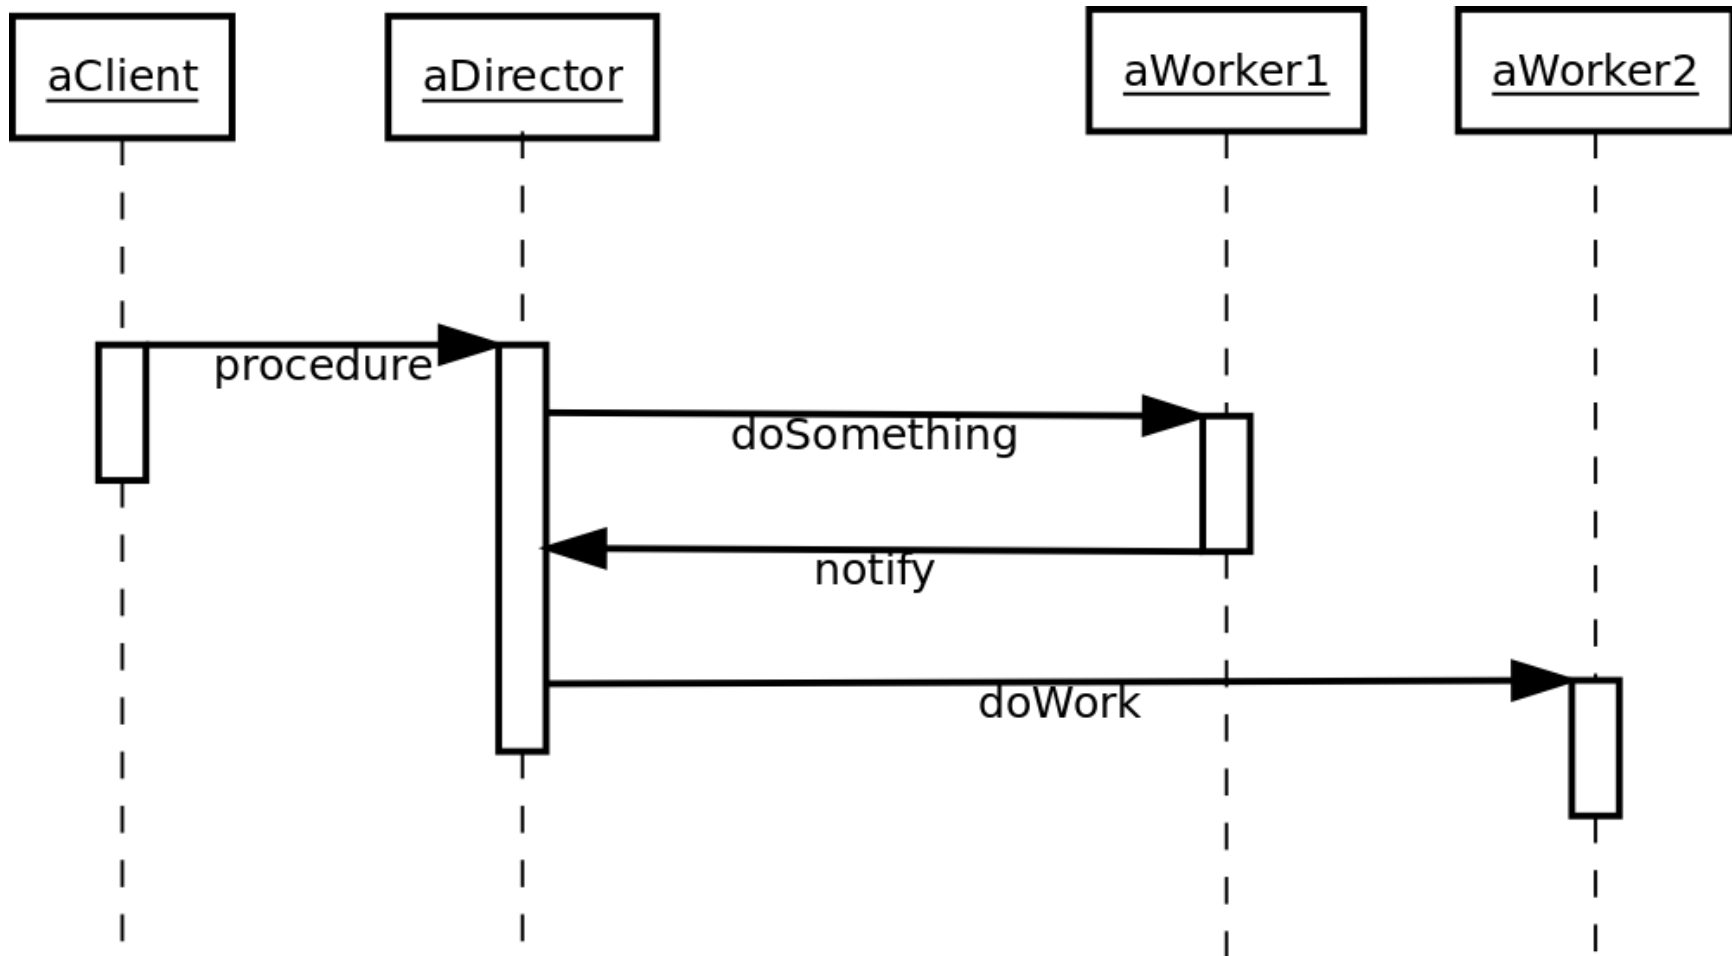 aClient
aDirector
aWorker1
aWorker2
procedure
doSomething
notify
doWork